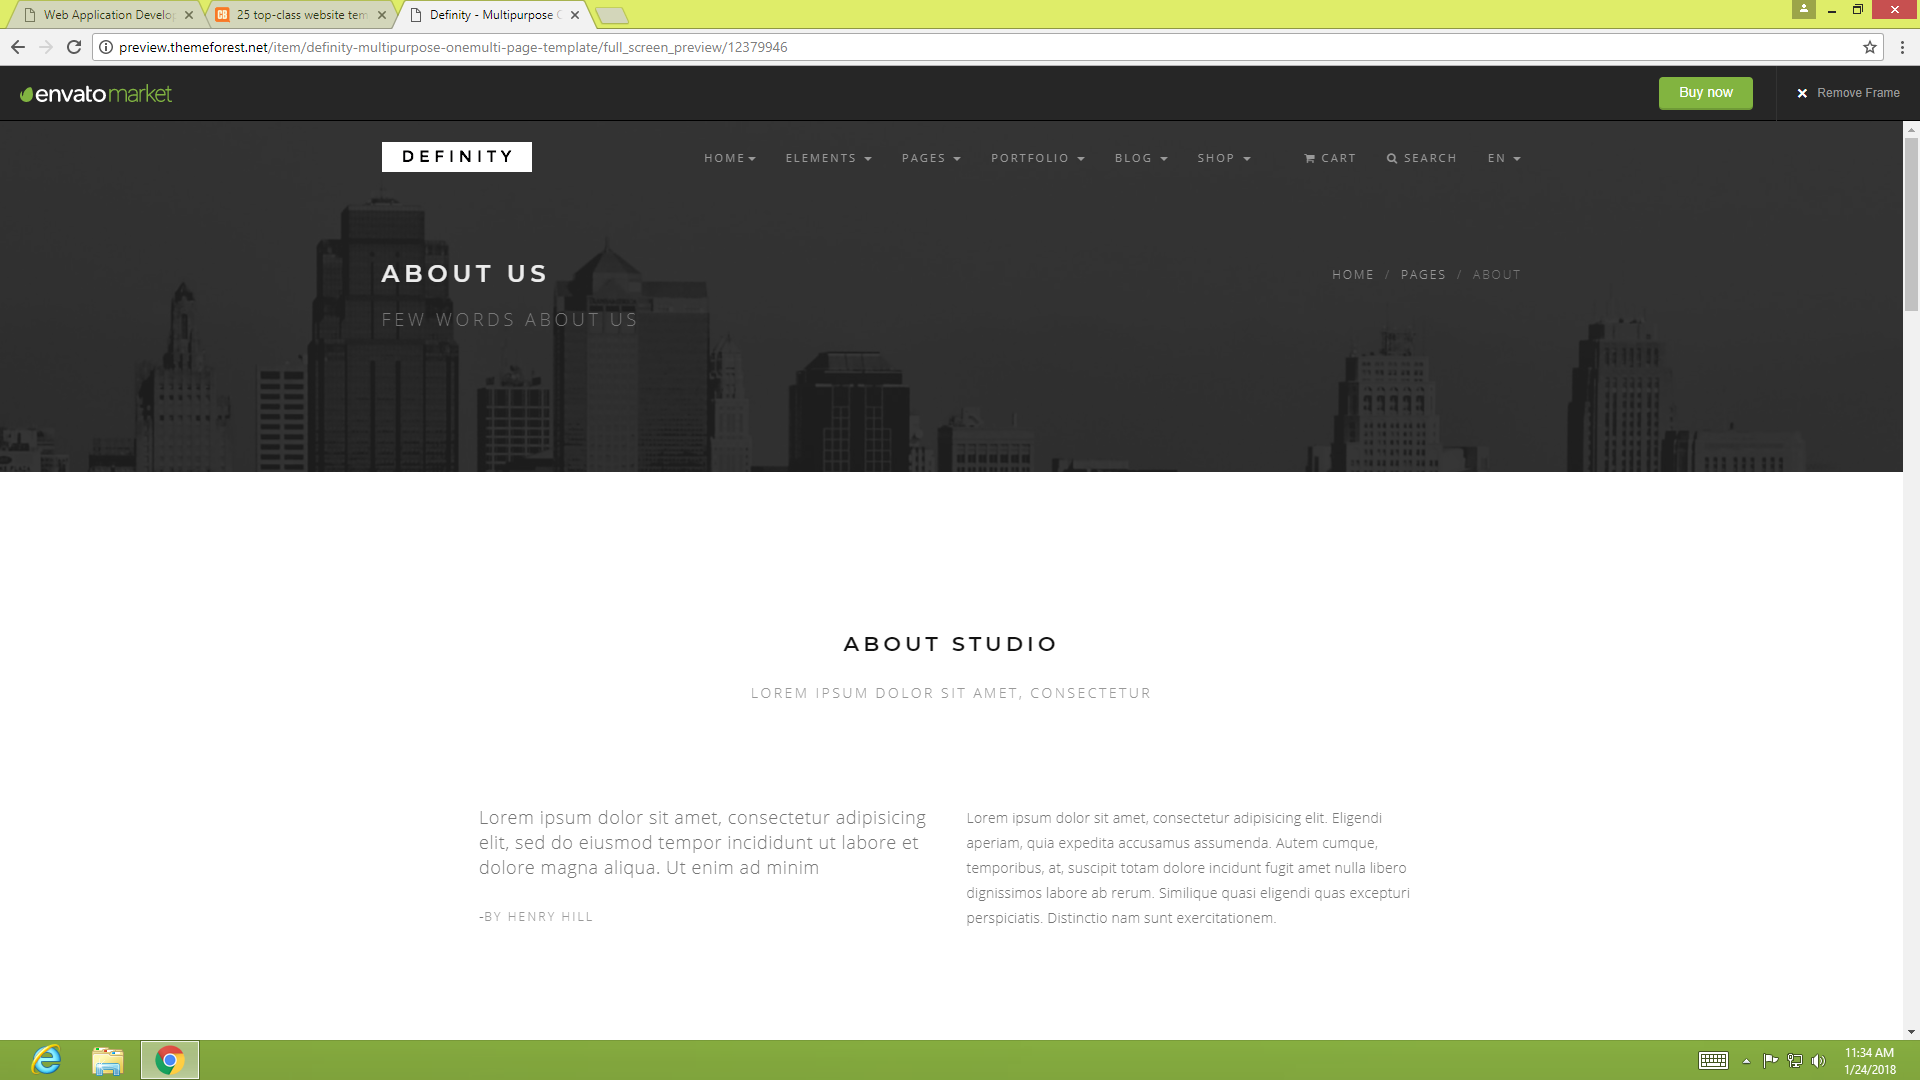 Web Application Develop
25 top-class website tem
Definity - Multipurpose
preview.themeforest.net/item/definity-multipurpose-onemulti-page-template/full_screen_preview/12379946
envatomarket
Buy now
Remove Frame
DEFINITY
HOME
ELEMENTS
PAGES
PORTFOLIO
BLOG
SHOP
CART
SEARCH
EN
ABOUT US
HOME / PAGES / ABOUT
FEW WORDS ABOUT US
ABOUT STUDIO
LOREM IPSUM DOLOR SIT AMET, CONSECTETUR
Lorem ipsum dolor sit amet, consectetur adipisicing
elit, sed do eiusmod tempor incididunt ut labore et
dolore magna aliqua. Ut enim ad minim
-BY HENRY HILL
Lorem ipsum dolor sit amet, consectetur adipisicing elit. Eligendi
aperiam, quia expedita accusamus assumenda. Autem cumque,
temporibus, at, suscipit totam dolore incidunt fugit amet nulla libero
dignissimos labore ab rerum. Similique quasi eligendi quas excepturi
perspiciatis. Distinctio nam sunt exercitationem.
11:34 AM
1/24/2018